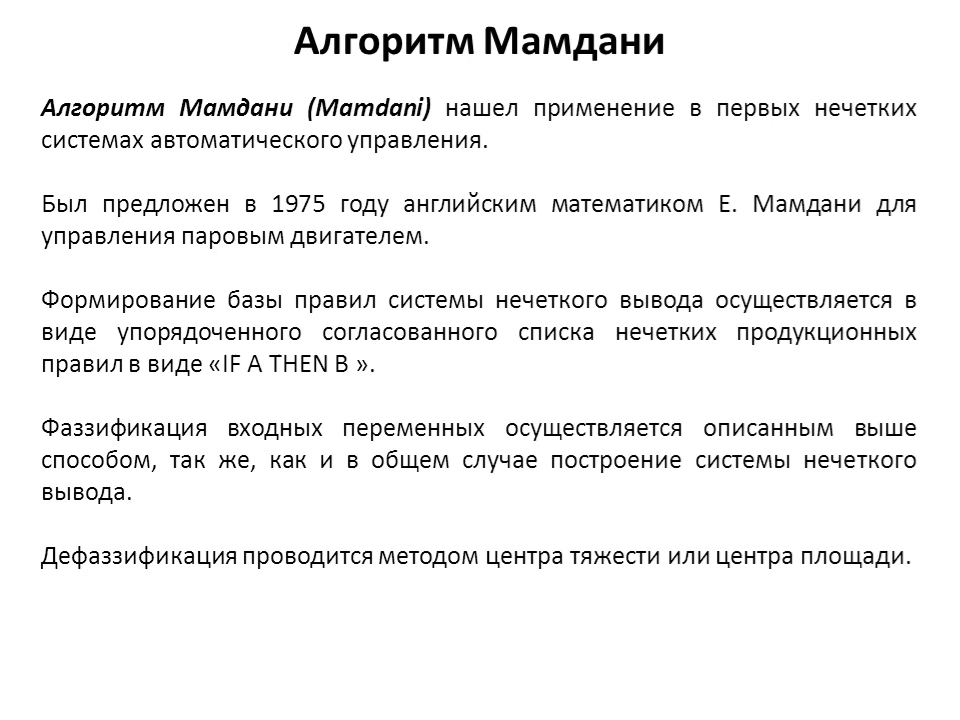 Алгоритм Мамдани
Алгоритм Мамдани (Mamdani) нашел применение в первых нечетких
системах автоматического управления.
Был предложен в 1975 году английским математиком Е. Мамдани для
управления паровым двигателем.
Формирование базы правил системы нечеткого вывода осуществляется в
виде упорядоченного согласованного списка нечетких продукционных
правил в виде «IF A THEN B ».
Фаззификация входных переменных осуществляется описанным выше
способом, так же, как и в общем случае построение системы нечеткого
вывода.
Дефаззификация проводится методом центра тяжести или центра площади.